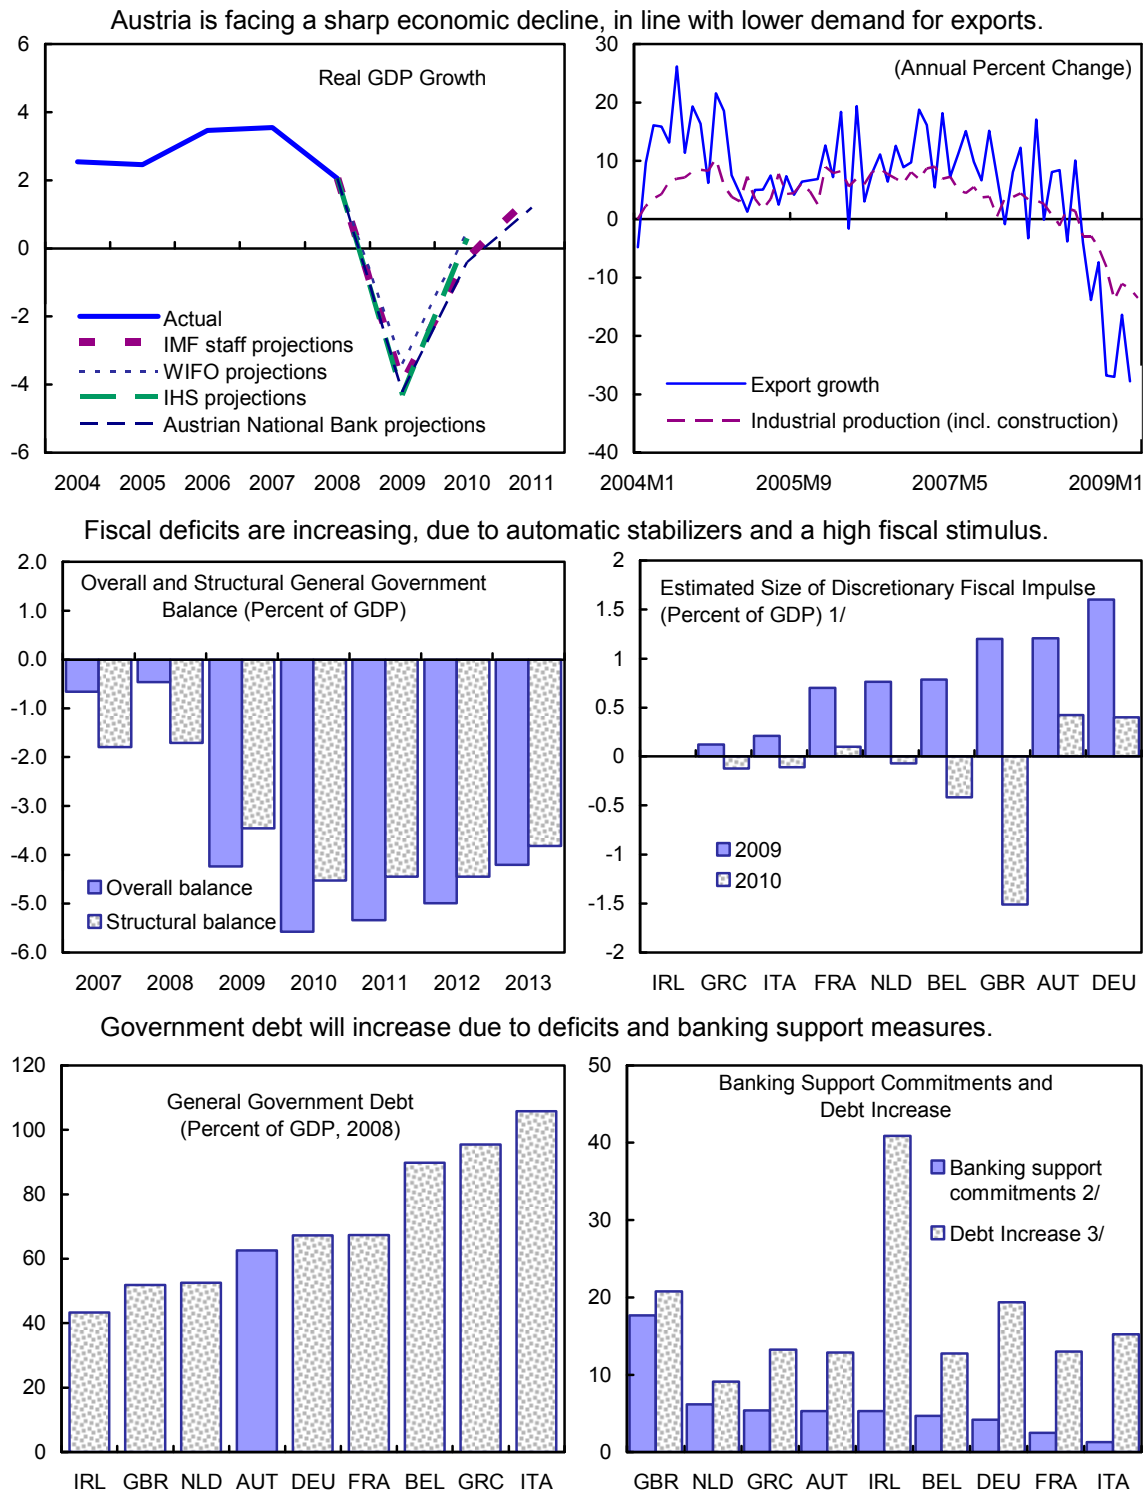 Austria is facing a sharp economic decline, in line with lower demand for exports.
Real GDP Growth
6
4
2
0
-2
-4
-6
Actual
IMF staff projections
WIFO projections
IHS projections
Austrian National Bank projections
2004 2005 2006 2007 2008 2009 2010 2011
(Annual Percent Change)
30
20
10
0
-10
-20
-30
-40
Export growth
Industrial production (incl. construction)
2004M1 2005M9 2007M5 2009M1
Fiscal deficits are increasing, due to automatic stabilizers and a high fiscal stimulus.
Overall and Structural General Government
Balance (Percent of GDP)
2.0
1.0
0.0
-1.0
-2.0
-3.0
-4.0
-5.0
-6.0
Overall balance
Structural balance
2007 2008 2009 2010 2011 2012 2013
Estimated Size of Discretionary Fiscal Impulse
(Percent of GDP) 1/
2
1.5
1
0.5
0
-0.5
-1
-1.5
-2
2009
2010
IRL GRC ITA FRA NLD BEL GBR AUT DEU
Government debt will increase due to deficits and banking support measures.
General Government Debt
(Percent of GDP, 2008)
120
100
80
60
40
20
0
IRL GBR NLD AUT DEU FRA BEL GRC ITA
Banking Support Commitments and
Debt Increase
50
40
30
20
10
0
Banking support
commitments 2/
Debt Increase 3/
GBR NLD GRC AUT IRL BEL DEU FRA ITA